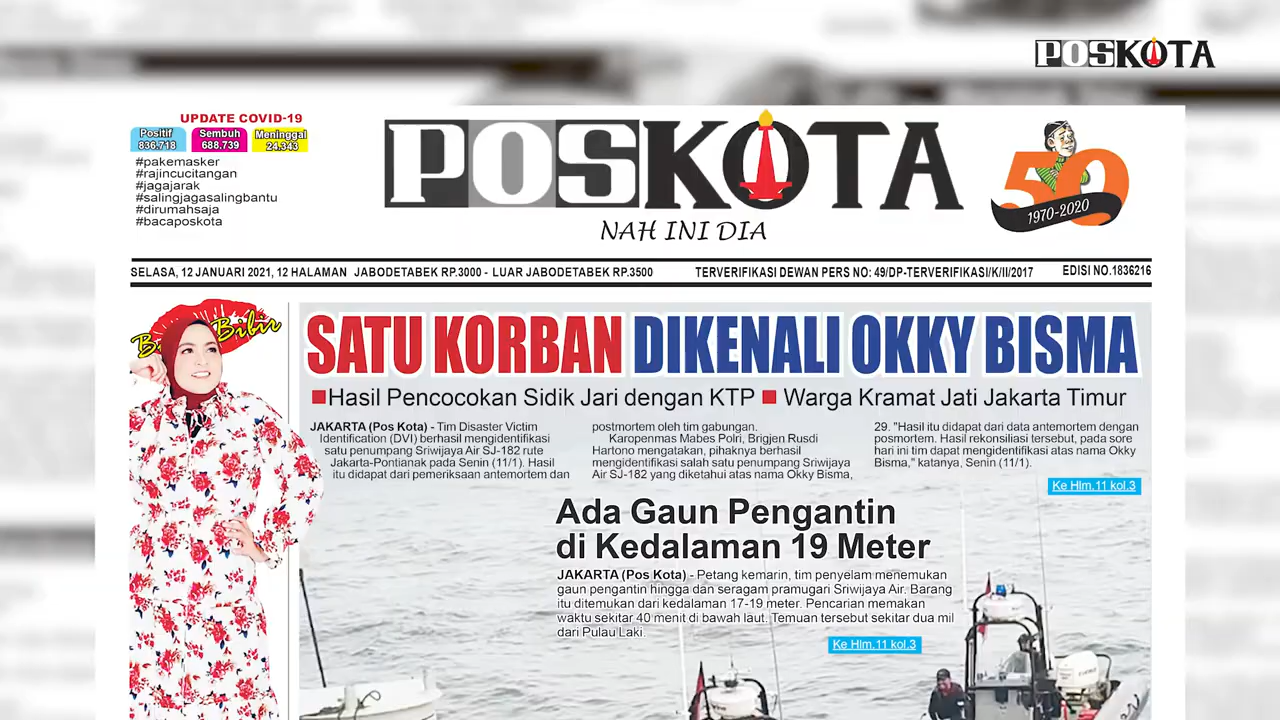 POSKOTA
UPDATE COVID-19
Positif
836.718
Sembuh
688.739
Meninggal
24.343
#pakemasker
#rajincucitangan
#jagajarak
#salingjagasalingbantu
#dirumahsaja
#bacaposkota
POSKOTA
NAH INI DIA
50
1970-2020
SELASA, 12 JANUARI 2021, 12 HALAMAN JABODETABEK RP.3000 - LUAR JABODETABEK RP.3500
TERVERIFIKASI DEWAN PERS NO: 49/DP-TERVERIFIKASI/K/II/2017
EDISI NO.1836216
Bibir
SATU KORBAN DIKENALI OKKY BISMA
Hasil Pencocokan Sidik Jari dengan KTP
Warga Kramat Jati Jakarta Timur
JAKARTA (Pos Kota) - Tim Disaster Victim
Identification (DVI) berhasil mengidentifikasi
satu penumpang Sriwijaya Air SJ-182 rute
Jakarta-Pontianak pada Senin (11/1). Hasil
itu didapat dari pemeriksaan antemortem dan
postmortem oleh tim gabungan.
Karopenmas Mabes Polri, Brigjen Rusdi
Hartono mengatakan, pihaknya berhasil
mengidentifikasi salah satu penumpang Sriwijaya
Air SJ-182 yang diketahui atas nama Okky Bisma,
29. "Hasil itu didapat dari data antemortem dengan
posmortem. Hasil rekonsiliasi tersebut, pada sore
hari ini tim dapat mengidentifikasi atas nama Okky
Bisma," katanya, Senin (11/1).
Ke Hlm.11 kol.3
Ada Gaun Pengantin
di Kedalaman 19 Meter
JAKARTA (Pos Kota) - Petang kemarin, tim penyelam menemukan
gaun pengantin hingga dan seragam pramugari Sriwijaya Air. Barang
itu ditemukan dari kedalaman 17-19 meter. Pencarian memakan
waktu sekitar 40 menit di bawah laut. Temuan tersebut sekitar dua mil
dari Pulau Laki.
Ke Hlm.11 kol.3